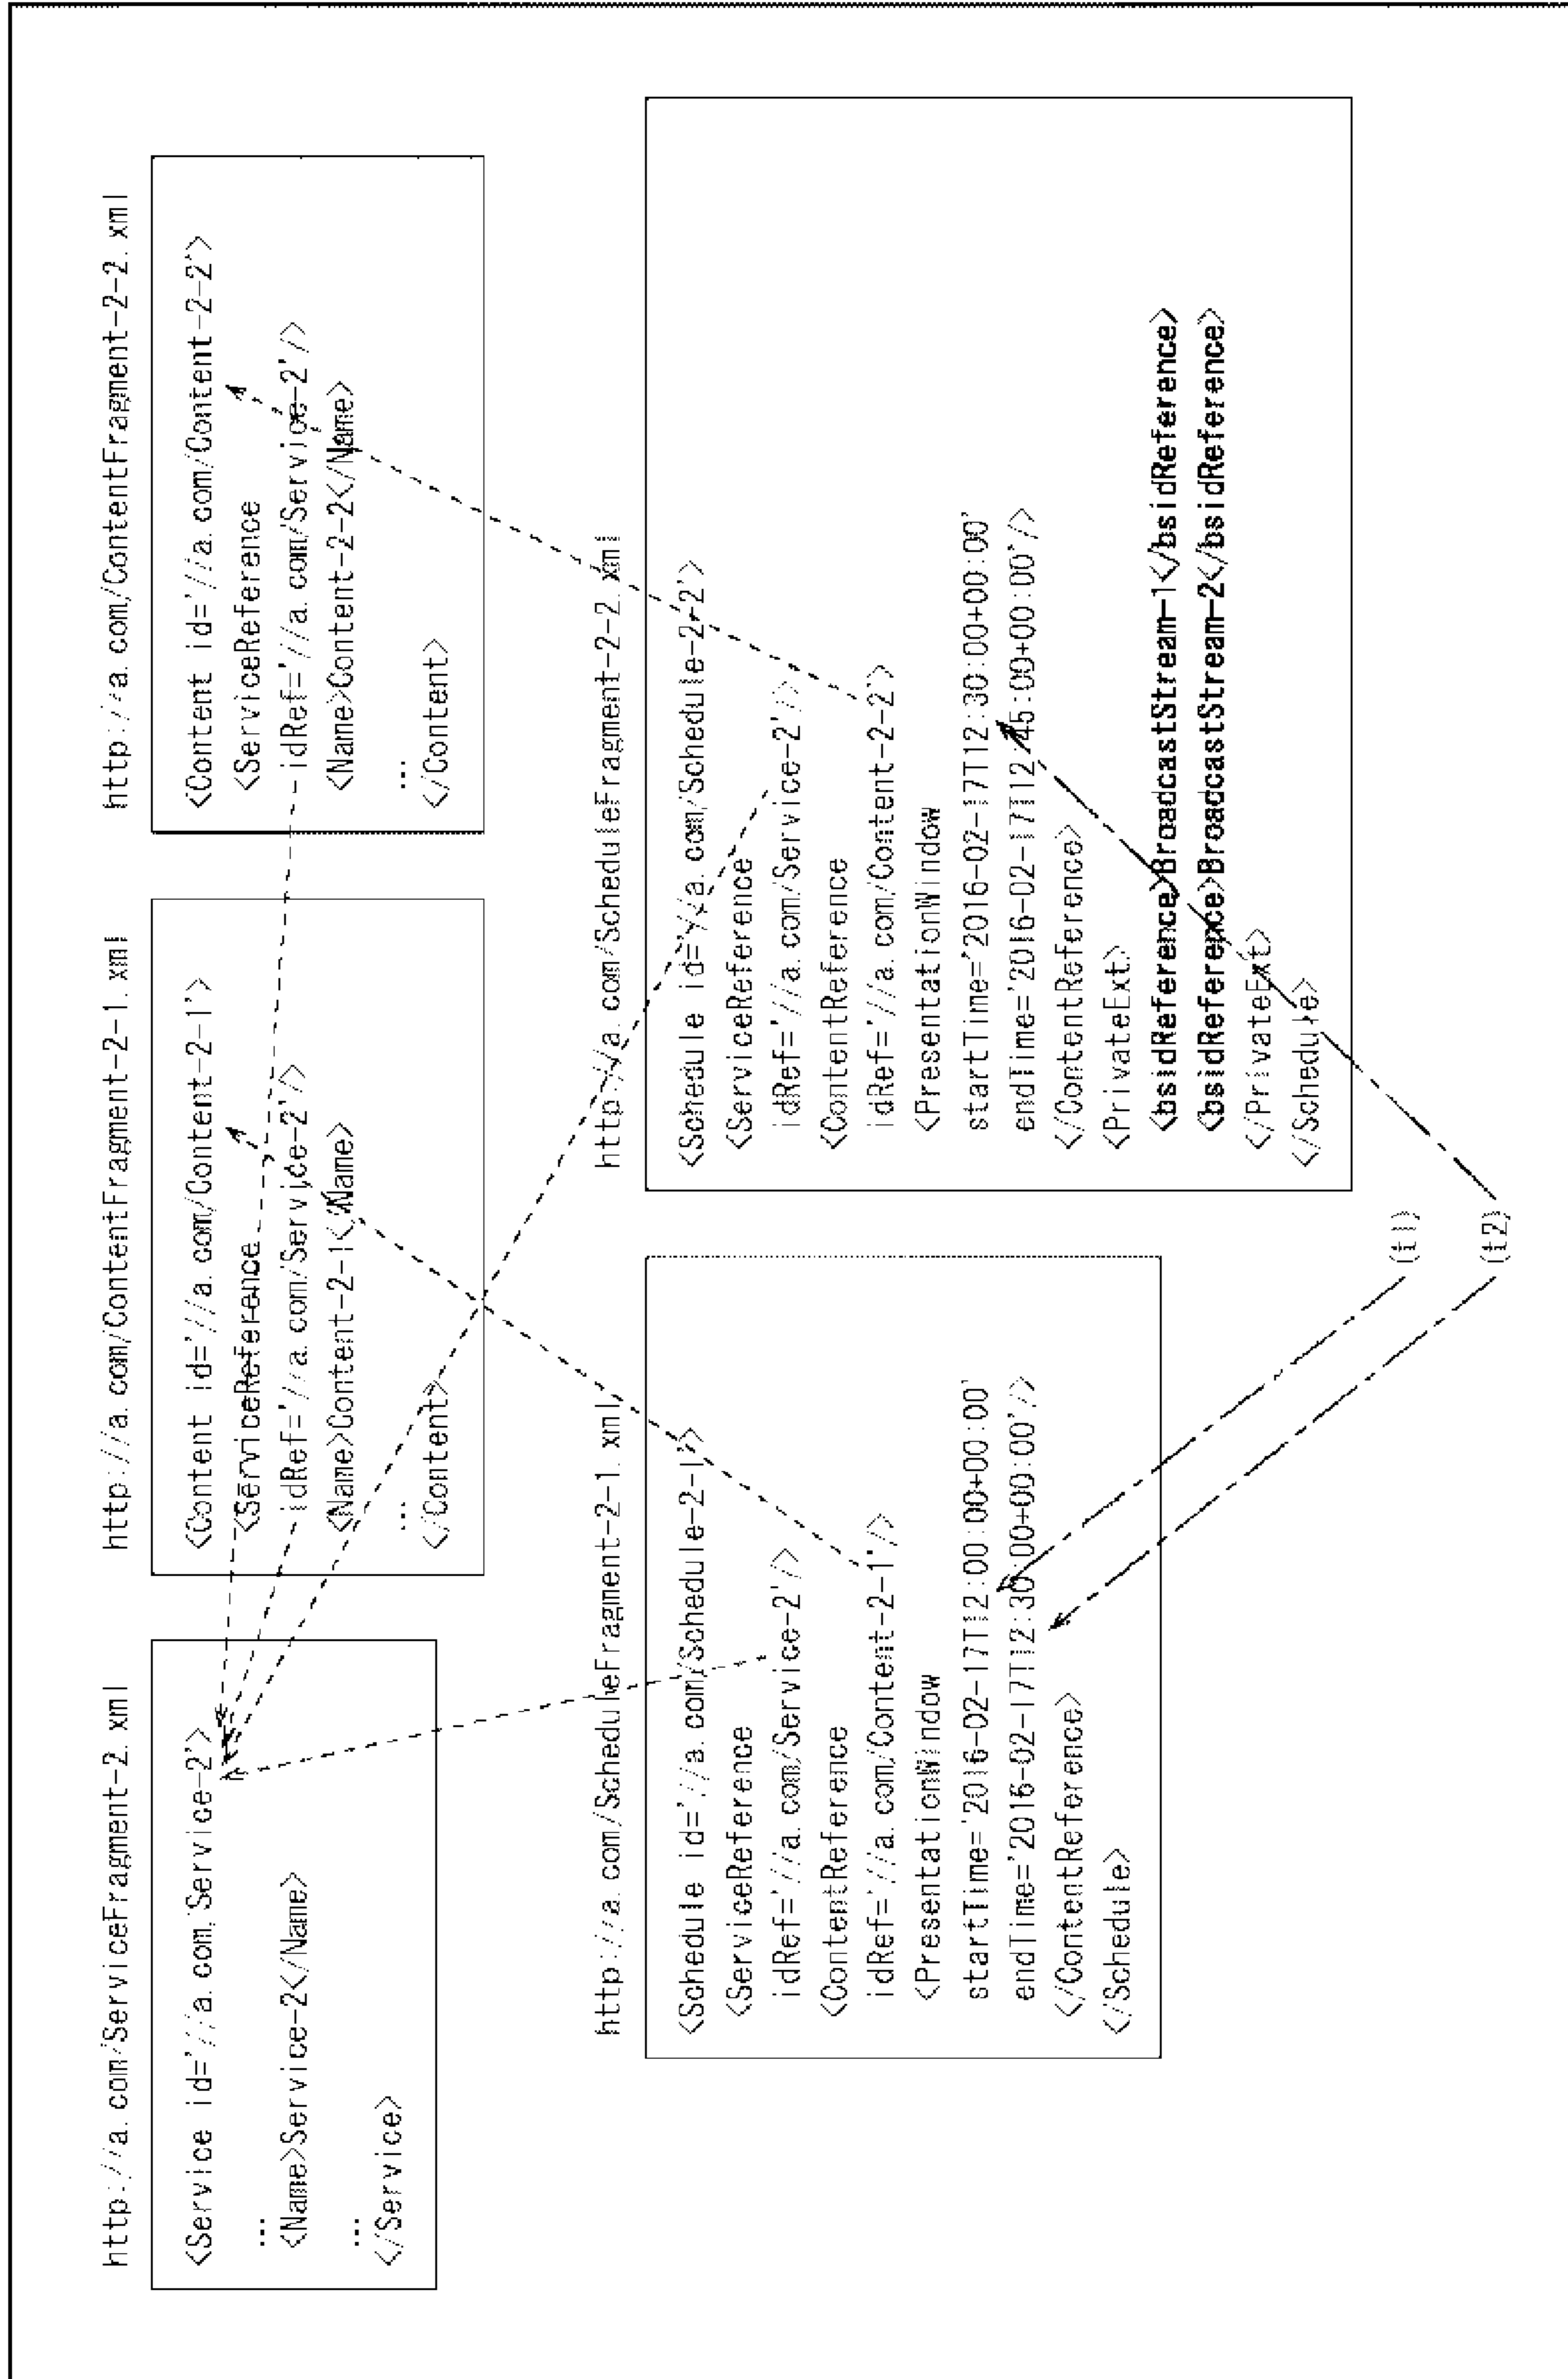 http://a.com/ServiceFragment-2.xml
<Service id='//a.com/Service-2'>
...
<Name>Service-2</Name>
...
</Service>
http://a.com/ContentFragment-2-1.xml
<Content id='//a.com/Content-2-1'>
<ServiceReference
idRef='//a.com/Service-2'/>
<Name>Content-2-1</Name>
...
</Content>
http://a.com/ContentFragment-2-2.xml
<Content id='//a.com/Content-2-2'>
<ServiceReference
idRef='//a.com/Service-2'/>
<Name>Content-2-2</Name>
...
</Content>
http://a.com/ScheduleFragment-2-1.xml
<Schedule id='//a.com/Schedule-2-1'>
<ServiceReference
idRef='//a.com/Service-2'/>
<ContentReference
idRef='//a.com/Content-2-1'/>
<PresentationWindow
startTime='2016-02-17T12:00:00+00:00'
endTime='2016-02-17T12:30:00+00:00'/>
</ContentReference>
</Schedule>
http://a.com/ScheduleFragment-2-2.xml
<Schedule id='//a.com/Schedule-2-2'>
<ServiceReference
idRef='//a.com/Service-2'/>
<ContentReference
idRef='//a.com/Content-2-2'>
<PresentationWindow
startTime='2016-02-17T12:30:00+00:00'
endTime='2016-02-17T12:45:00+00:00'/>
</ContentReference>
<PrivateExt>
<bsidReference>BroadcastStream-1</bsidReference>
<bsidReference>BroadcastStream-2</bsidReference>
</PrivateExt>
</Schedule>
(t1)
(t2)